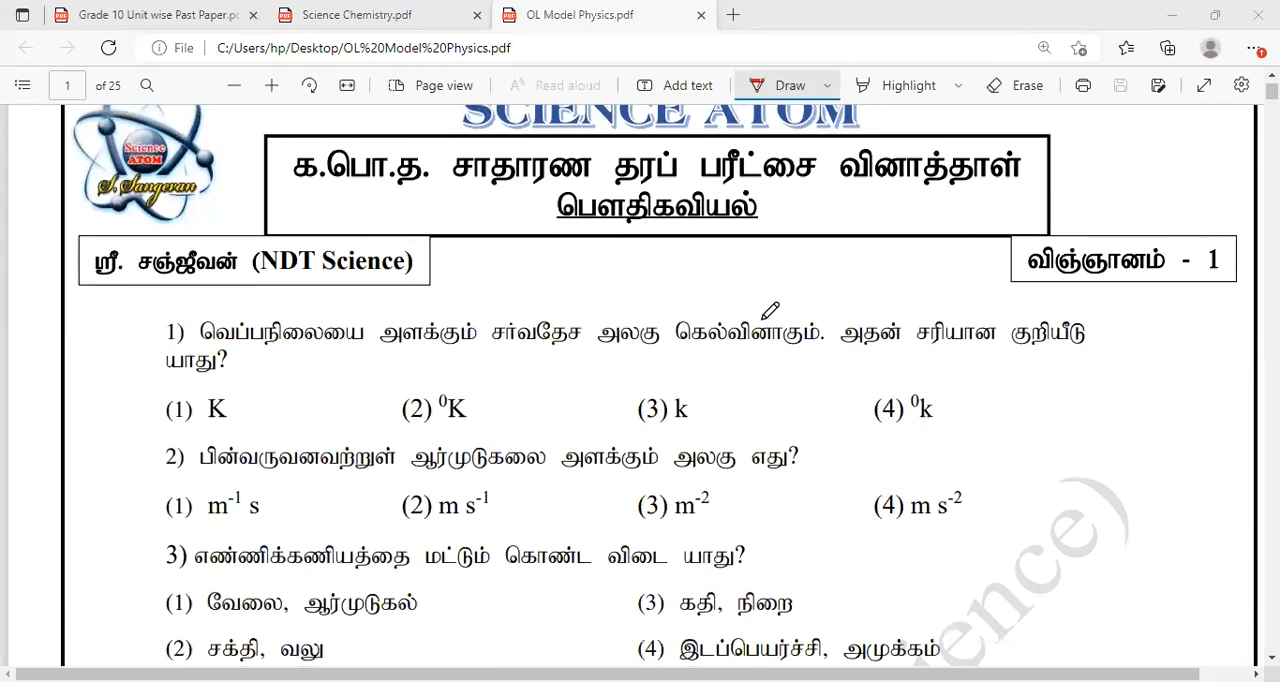 Grade 10 Unit wise Past Paper.pc
Science Chemistry.pdf
OL Model Physics.pdf
File
C:/Users/hp/Desktop/OL%20Model%20Physics.pdf
1 of 25
Page view
Read aloud
Add text
Draw
Highlight
Erase
SCIENCE ATOM
Science
ATOM
S. Sangevan
க.பொ.த. சாதாரண தரப் பரீட்சை வினாத்தாள்
பௌதிகவியல்
ஸ்ரீ. சஞ்ஜீவன் (NDT Science)
விஞ்ஞானம் - 1
1) வெப்பநிலையை அளக்கும் சர்வதேச அலகு கெல்வினாகும். அதன் சரியான குறியீடு
யாது?
(1) K (2) ⁰K (3) k (4) ⁰k
2) பின்வருவனவற்றுள் ஆர்முடுகலை அளக்கும் அலகு எது?
(1) m⁻¹ s (2) m s⁻¹ (3) m⁻² (4) m s⁻²
3) எண்ணிக்கணியத்தை மட்டும் கொண்ட விடை யாது?
(1) வேலை, ஆர்முடுகல் (3) கதி, நிறை
(2) சக்தி, வலு (4) இடப்பெயர்ச்சி, அமுக்கம்
ence)